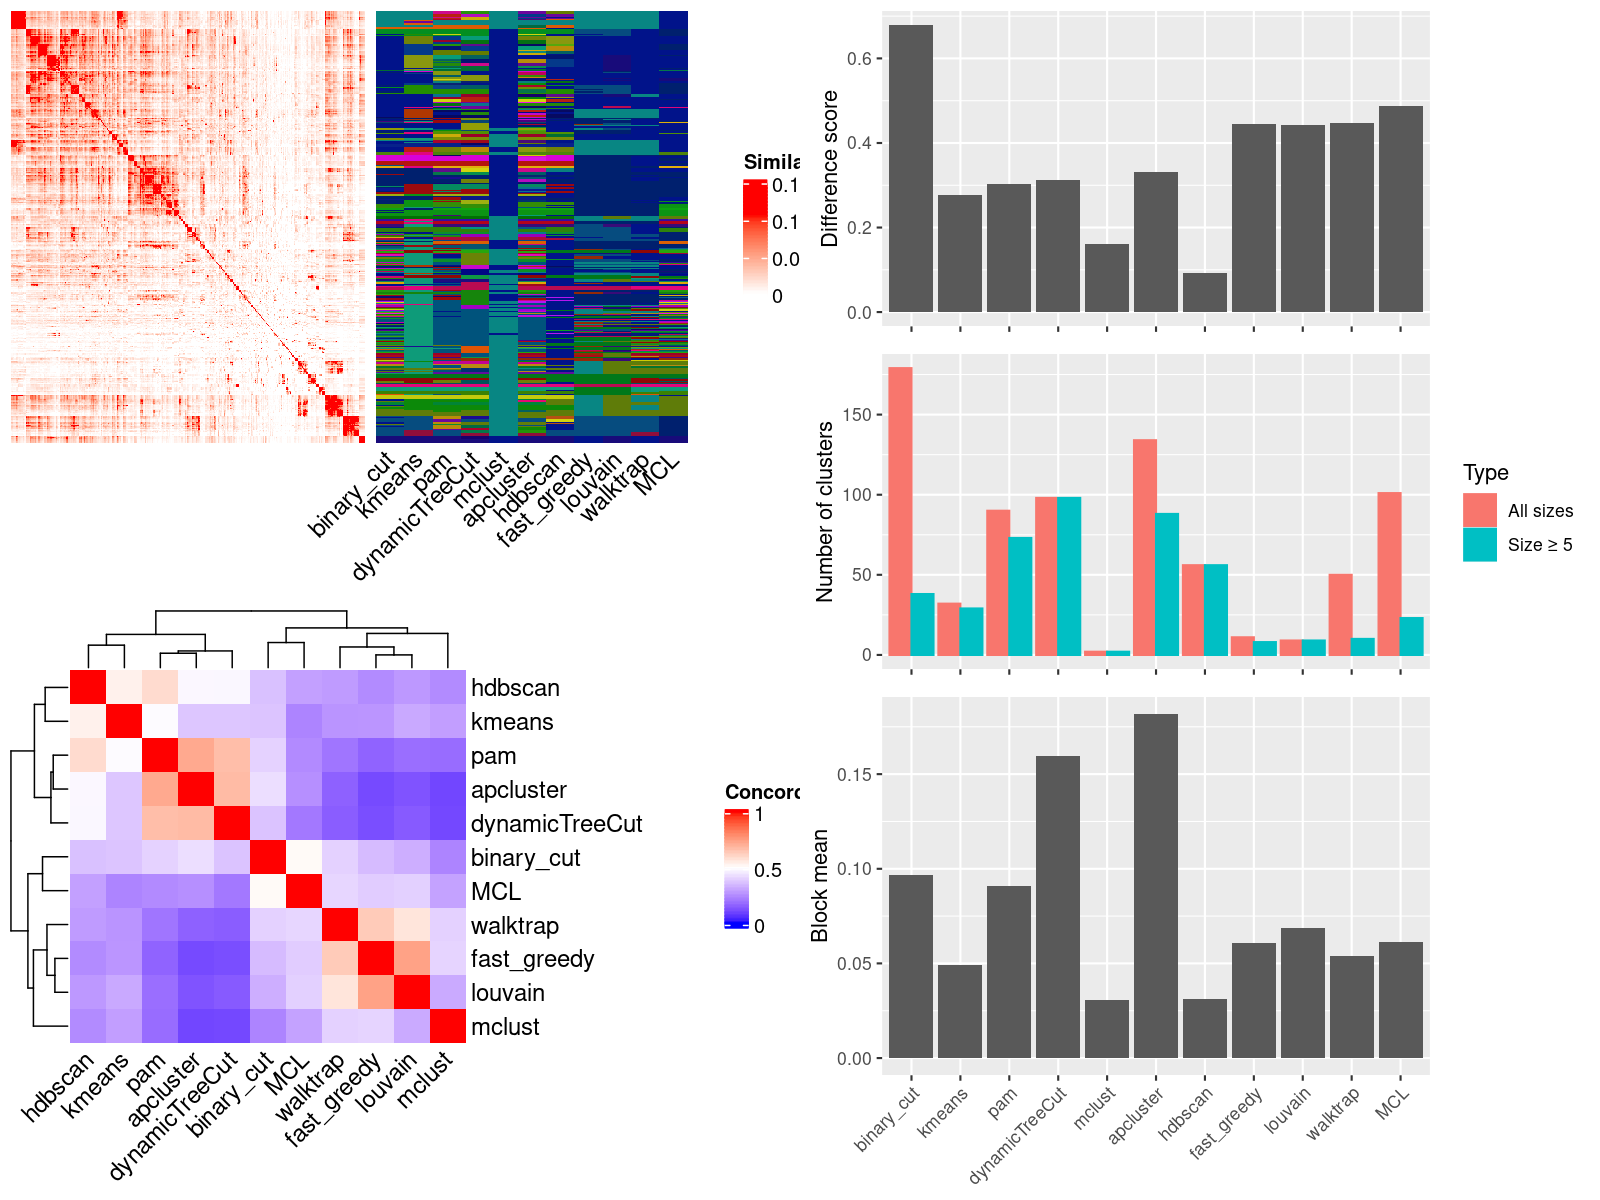 Simila
0.1
0.1
0.0
0
binary_cut
kmeans
pam
dynamicTreeCut
mclust
apcluster
hdbscan
fast_greedy
louvain
walktrap
MCL
hdbscan
kmeans
pam
apcluster
dynamicTreeCut
binary_cut
MCL
walktrap
fast_greedy
louvain
mclust
hdbscan
kmeans
pam
apcluster
dynamicTreeCut
binary_cut
MCL
walktrap
fast_greedy
louvain
mclust
Concord
1
0.5
0
Difference score
0.6
0.4
0.2
0.0
Number of clusters
150
100
50
0
Type
All sizes
Size ≥ 5
Block mean
0.15
0.10
0.05
0.00
binary_cut
kmeans
pam
dynamicTreeCut
mclust
apcluster
hdbscan
fast_greedy
louvain
walktrap
MCL